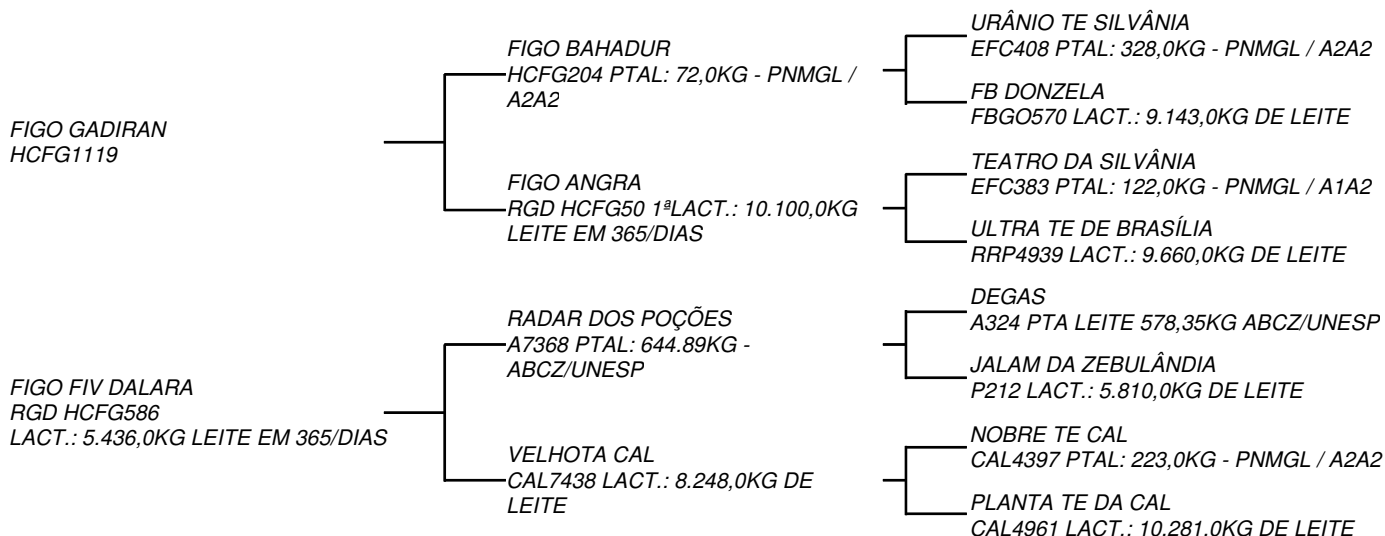 FIGO GADIRAN
HCFG1119
FIGO FIV DALARA
RGD HCFG586
LACT.: 5.436,0KG LEITE EM 365/DIAS
FIGO BAHADUR
HCFG204 PTAL: 72,0KG - PNMGL /
A2A2
FIGO ANGRA
RGD HCFG50 1ªLACT.: 10.100,0KG
LEITE EM 365/DIAS
RADAR DOS POÇÕES
A7368 PTAL: 644.89KG -
ABCZ/UNESP
VELHOTA CAL
CAL7438 LACT.: 8.248,0KG DE
LEITE
URÂNIO TE SILVÂNIA
EFC408 PTAL: 328,0KG - PNMGL / A2A2
FB DONZELA
FBGO570 LACT.: 9.143,0KG DE LEITE
TEATRO DA SILVÂNIA
EFC383 PTAL: 122,0KG - PNMGL / A1A2
ULTRA TE DE BRASÍLIA
RRP4939 LACT.: 9.660,0KG DE LEITE
DEGAS
A324 PTA LEITE 578,35KG ABCZ/UNESP
JALAM DA ZEBULÂNDIA
P212 LACT.: 5.810,0KG DE LEITE
NOBRE TE CAL
CAL4397 PTAL: 223,0KG - PNMGL / A2A2
PLANTA TE DA CAL
CAL4961 LACT.: 10.281,0KG DE LEITE